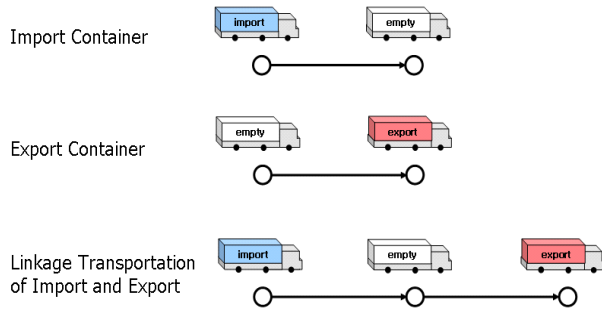 import empty
Import Container
empty export
Export Container
import empty export
Linkage Transportation
of Import and Export